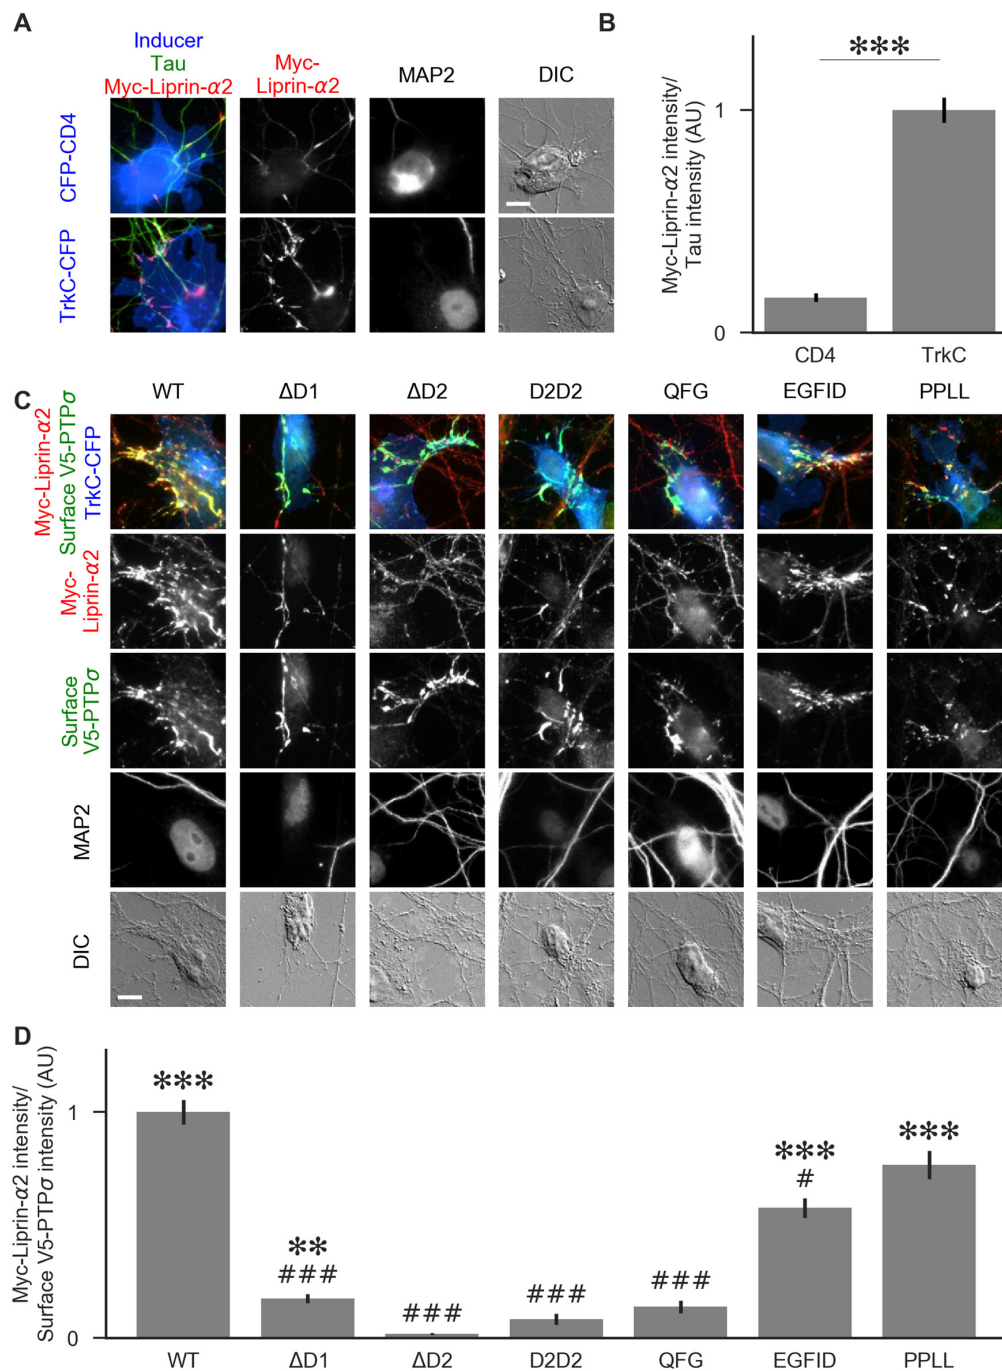 A
Inducer
Tau
Myc-Liprin-α2
Myc-
Liprin-α2
MAP2
DIC
CFP-CD4
TrkC-CFP
B
***
Myc-Liprin-α2 intensity/
Tau intensity (AU)
1
0
CD4
TrkC
C
WT
ΔD1
ΔD2
D2D2
QFG
EGFID
PPLL
Myc-Liprin-α2
Surface V5-PTPσ
TrkC-CFP
Myc-
Liprin-α2
Surface
V5-PTPσ
MAP2
DIC
D
Myc-Liprin-α2 intensity/
Surface V5-PTPσ intensity (AU)
1
0
***
**
###
###
###
###
***
#
***
WT
ΔD1
ΔD2
D2D2
QFG
EGFID
PPLL